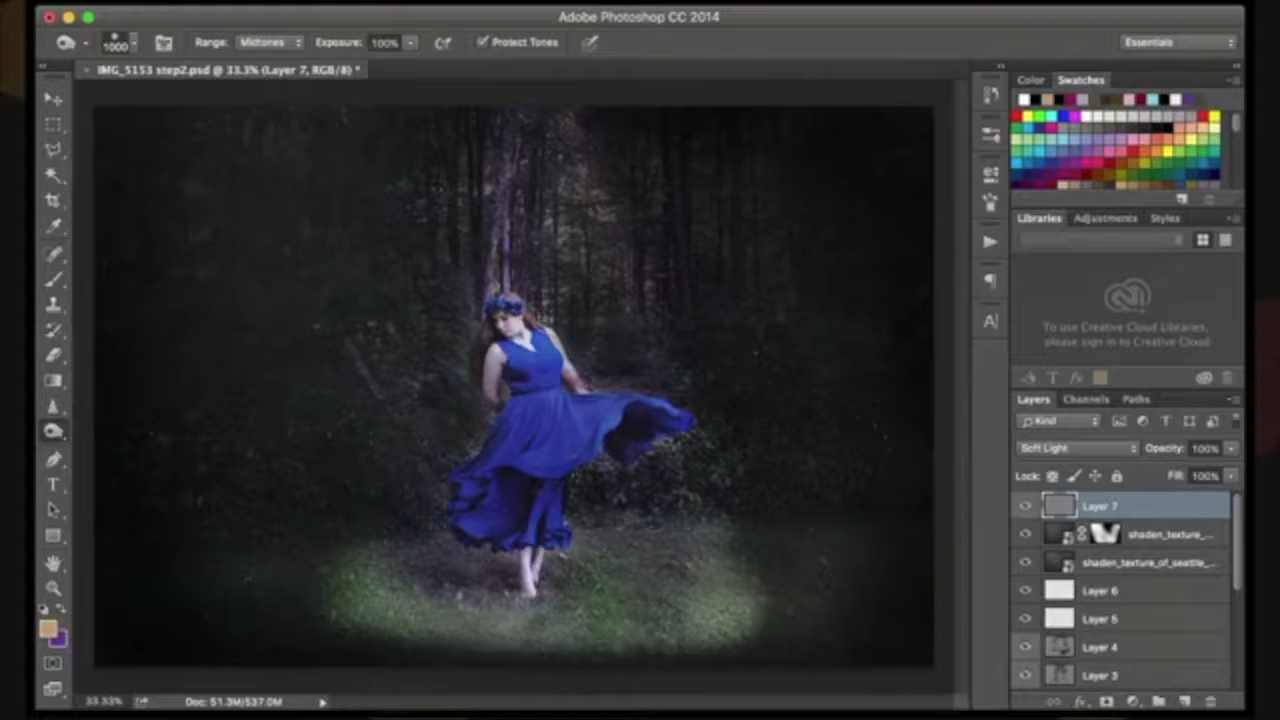 Adobe Photoshop CC 2014
1000 Range: Midtones Exposure: 100% Protect Tones Essentials
× IMG_5153 step2.psd @ 33.3% (Layer 7, RGB/8) *
Color Swatches
Libraries Adjustments Styles
To use Creative Cloud Libraries,
please sign in to Creative Cloud
Layers Channels Paths
Kind
Soft Light Opacity: 100%
Lock: Fill: 100%
Layer 7
shaden_texture_...
shaden_texture_of_seattle_...
Layer 6
Layer 5
Layer 4
Layer 3
33.33% Doc: 51.3M/537.0M